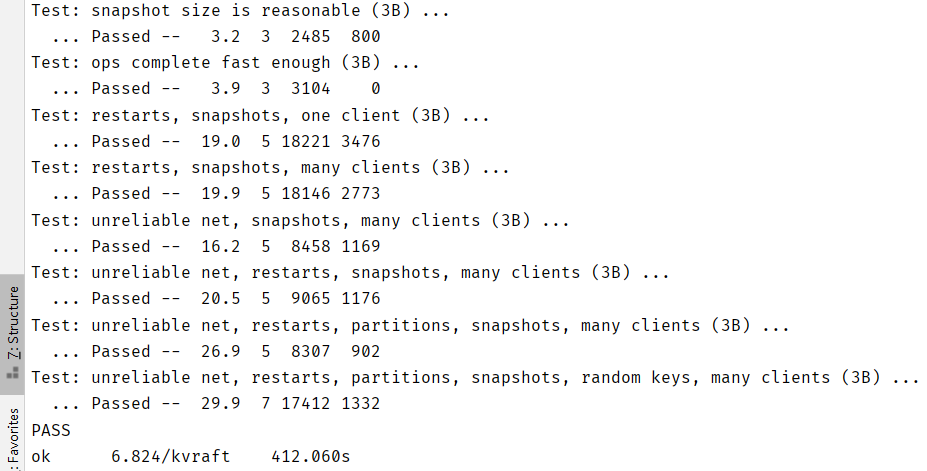 Test: snapshot size is reasonable (3B) ...
... Passed --   3.2  3  2485  800
Test: ops complete fast enough (3B) ...
... Passed --   3.9  3  3104    0
Test: restarts, snapshots, one client (3B) ...
... Passed --  19.0  5 18221 3476
Test: restarts, snapshots, many clients (3B) ...
... Passed --  19.9  5 18146 2773
Test: unreliable net, snapshots, many clients (3B) ...
... Passed --  16.2  5  8458 1169
Test: unreliable net, restarts, snapshots, many clients (3B) ...
... Passed --  20.5  5  9065 1176
Test: unreliable net, restarts, partitions, snapshots, many clients (3B) ...
... Passed --  26.9  5  8307  902
Test: unreliable net, restarts, partitions, snapshots, random keys, many clients (3B) ...
... Passed --  29.9  7 17412 1332
PASS
ok      6.824/kvraft    412.060s
7: Structure
: Favorites